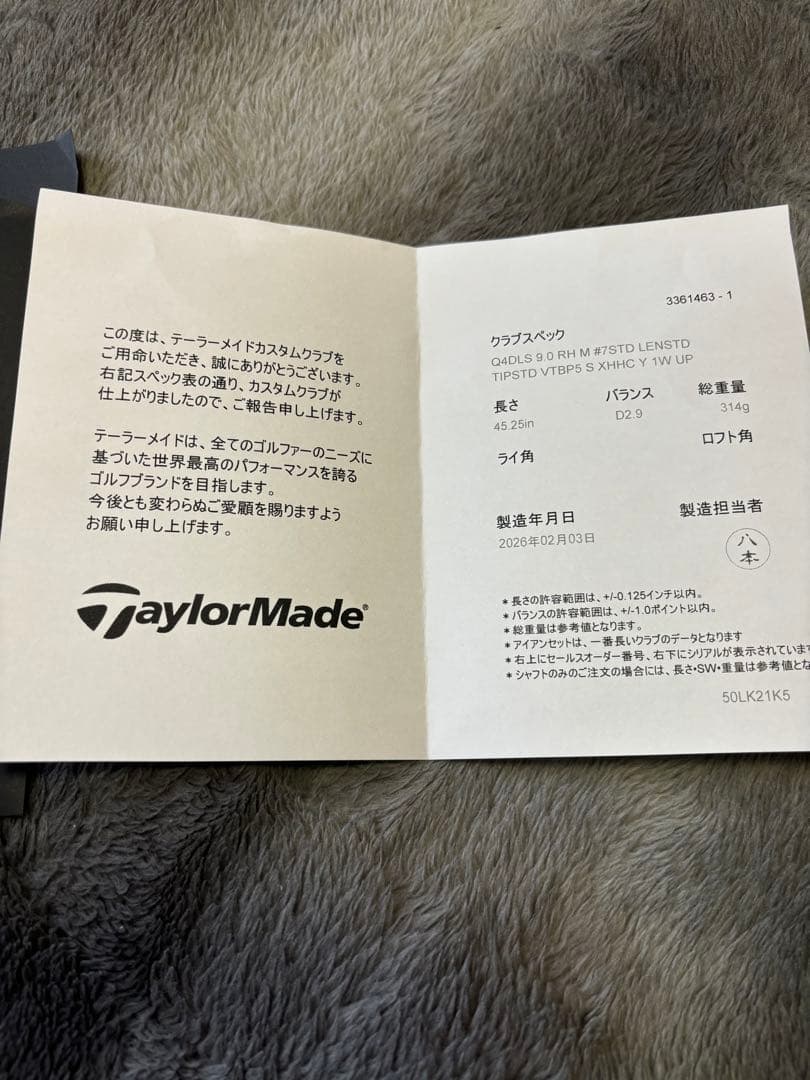 この度は、テーラーメイドカスタムクラブを
ご用命いただき、誠にありがとうございます。
右記スペック表の通り、カスタムクラブが
仕上がりましたので、ご報告申し上げます。
テーラーメイドは、全てのゴルファーのニーズに
基づいた世界最高のパフォーマンスを誇る
ゴルフブランドを目指します。
今後とも変わらぬご愛顧を賜りますよう
お願い申し上げます。
TaylorMade®
3361463 - 1
クラブスペック
Q4DLS 9.0 RH M #7STD LENSTD
TIPSTD VTBP5 S XHHC Y 1W UP
長さ バランス 総重量
45.25in D2.9 314g
ライ角 ロフト角
製造年月日 製造担当者
2026年02月03日
八本
* 長さの許容範囲は、+/-0.125インチ以内。
* バランスの許容範囲は、+/-1.0ポイント以内。
* 総重量は参考値となります。
* アイアンセットは、一番長いクラブのデータとなります
* 右上にセールスオーダー番号、右下にシリアルが表示されています
* シャフトのみのご注文の場合には、長さ・SW・重量は参考値とな
50LK21K5